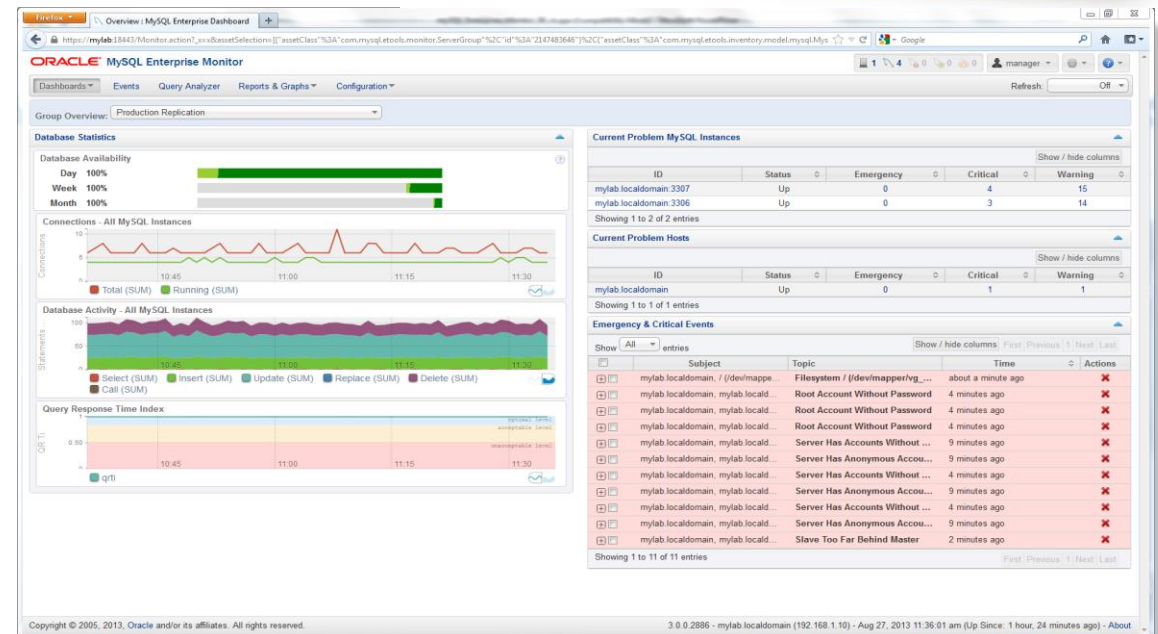 Firefox
Overview : MySQL Enterprise Dashboard
https://mylab:18443/Monitor.action?_x=x&assetSelection=[{"assetClass"%3A"com.mysql.etools.monitor.ServerGroup"%2C"id"%3A"2147483646"}%2C{"assetClass"%3A"com.mysql.etools.inventory.model.mysql.Mys
Google
ORACLE MySQL Enterprise Monitor
1 4 0 0 0 manager
Dashboards Events Query Analyzer Reports & Graphs Configuration Refresh: Off
Group Overview: Production Replication
Database Statistics
Database Availability
Day 100%
Week 100%
Month 100%
Connections - All MySQL Instances
Connections
10
5
0
10:45 11:00 11:15 11:30
Total (SUM) Running (SUM)
Database Activity - All MySQL Instances
Statements
100
50
0
10:45 11:00 11:15 11:30
Select (SUM) Insert (SUM) Update (SUM) Replace (SUM) Delete (SUM)
Call (SUM)
Query Response Time Index
QR Ti
1
0.50
0
optimal level
acceptable level
unacceptable level
10:45 11:00 11:15 11:30
qrti
Current Problem MySQL Instances
Show / hide columns
ID Status Emergency Critical Warning
mylab.localdomain:3307 Up 0 4 15
mylab.localdomain:3306 Up 0 3 14
Showing 1 to 2 of 2 entries
Current Problem Hosts
Show / hide columns
ID Status Emergency Critical Warning
mylab.localdomain Up 0 1 1
Showing 1 to 1 of 1 entries
Emergency & Critical Events
Show All entries Show / hide columns First Previous 1 Next Last
Subject Topic Time Actions
mylab.localdomain, / (/dev/mappe... Filesystem / (/dev/mapper/vg_... about a minute ago
mylab.localdomain, mylab.locald... Root Account Without Password 4 minutes ago
mylab.localdomain, mylab.locald... Root Account Without Password 4 minutes ago
mylab.localdomain, mylab.locald... Root Account Without Password 4 minutes ago
mylab.localdomain, mylab.locald... Server Has Accounts Without ... 9 minutes ago
mylab.localdomain, mylab.locald... Server Has Anonymous Accou... 9 minutes ago
mylab.localdomain, mylab.locald... Server Has Accounts Without ... 4 minutes ago
mylab.localdomain, mylab.locald... Server Has Anonymous Accou... 9 minutes ago
mylab.localdomain, mylab.locald... Server Has Accounts Without ... 4 minutes ago
mylab.localdomain, mylab.locald... Server Has Anonymous Accou... 9 minutes ago
mylab.localdomain, mylab.locald... Slave Too Far Behind Master 2 minutes ago
Showing 1 to 11 of 11 entries First Previous 1 Next Last
Copyright © 2005, 2013, Oracle and/or its affiliates. All rights reserved. 3.0.0.2886 - mylab.localdomain (192.168.1.10) - Aug 27, 2013 11:36:01 am (Up Since: 1 hour, 24 minutes ago) - About